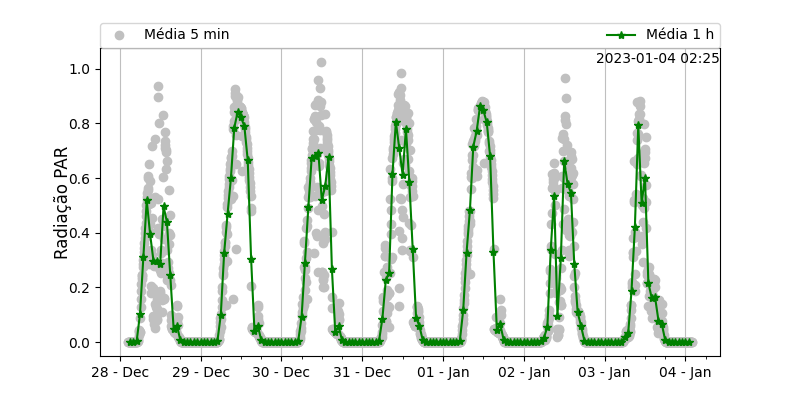 Média 5 min
Média 1 h
2023-01-04 02:25
Radiação PAR
1.0
0.8
0.6
0.4
0.2
0.0
28 - Dec
29 - Dec
30 - Dec
31 - Dec
01 - Jan
02 - Jan
03 - Jan
04 - Jan